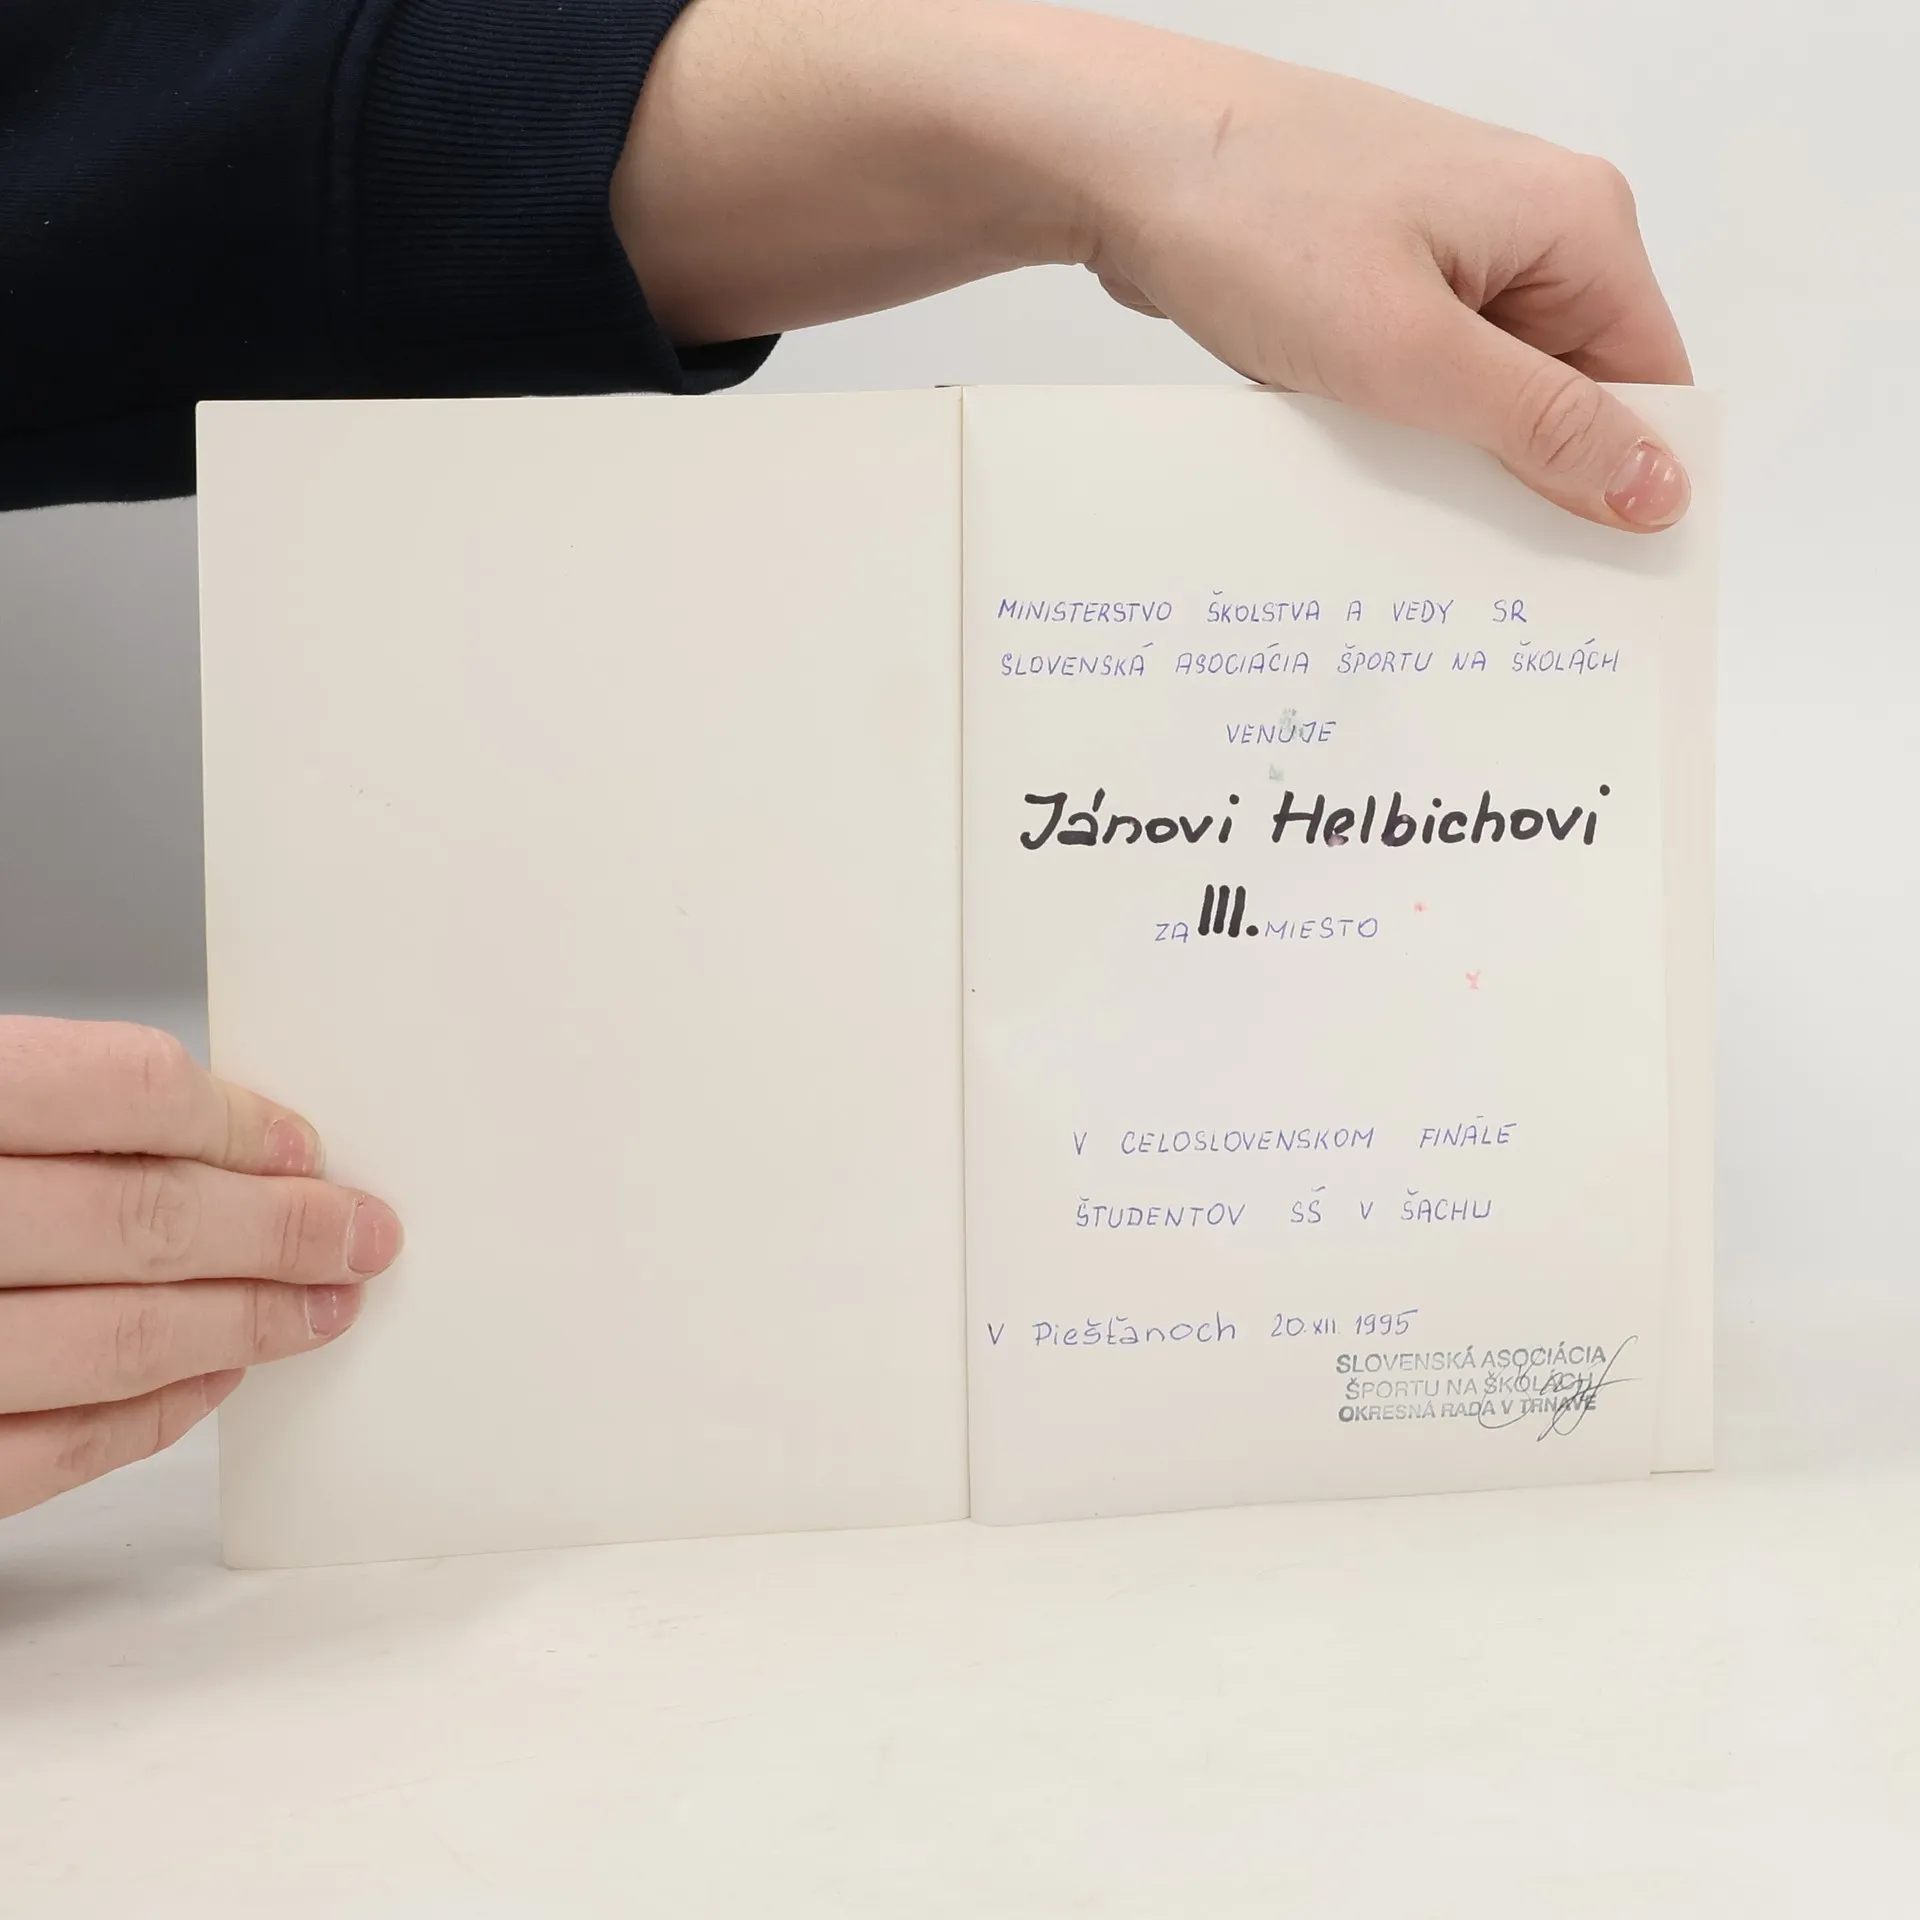 MINISTERSTVO ŠKOLSTVA A VEDY SR
SLOVENSKÁ ASOCIÁCIA ŠPORTU NA ŠKOLÁCH
VENUJE
Jánovi Helbichovi
ZA III. MIESTO
V CELOSLOVENSKOM FINÁLE
ŠTUDENTOV SŠ V ŠACHU
V Piešťanoch 20.XII. 1995
SLOVENSKÁ ASOCIÁCIA
ŠPORTU NA ŠKOLÁCH
OKRESNÁ RADA V TRNAVE